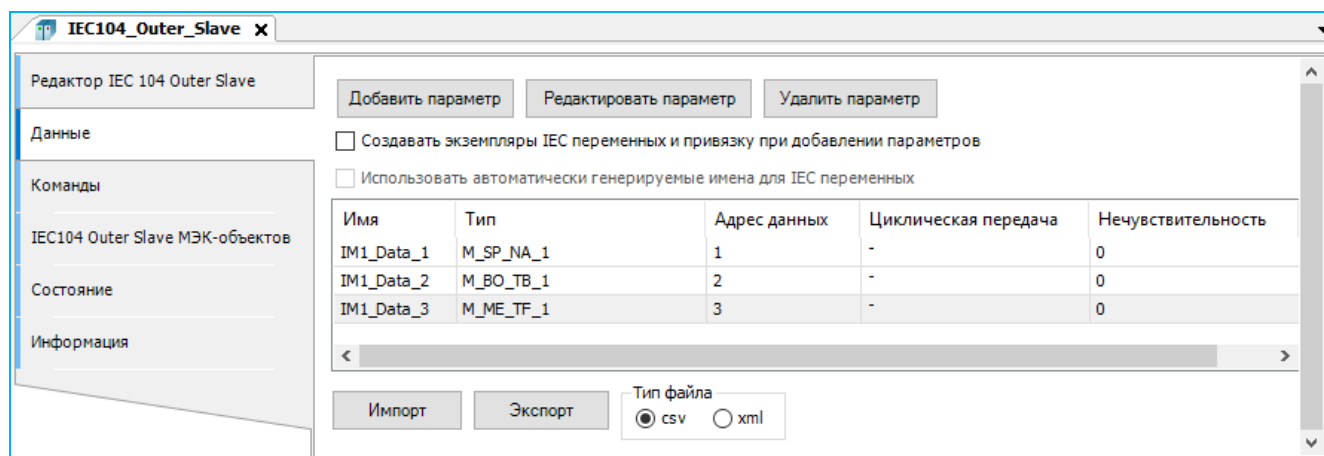 IEC104_Outer_Slave X
Редактор IEC 104 Outer Slave
Данные
Команды
IEC104 Outer Slave МЭК-объектов
Состояние
Информация
Добавить параметр Редактировать параметр Удалить параметр
Создавать экземпляры IEC переменных и привязку при добавлении параметров
Использовать автоматически генерируемые имена для IEC переменных
Имя Тип Адрес данных Циклическая передача Нечувствительность
IM1_Data_1 M_SP_NA_1 1 - 0
IM1_Data_2 M_BO_TB_1 2 - 0
IM1_Data_3 M_ME_TF_1 3 - 0
Импорт Экспорт Тип файла
csv xml